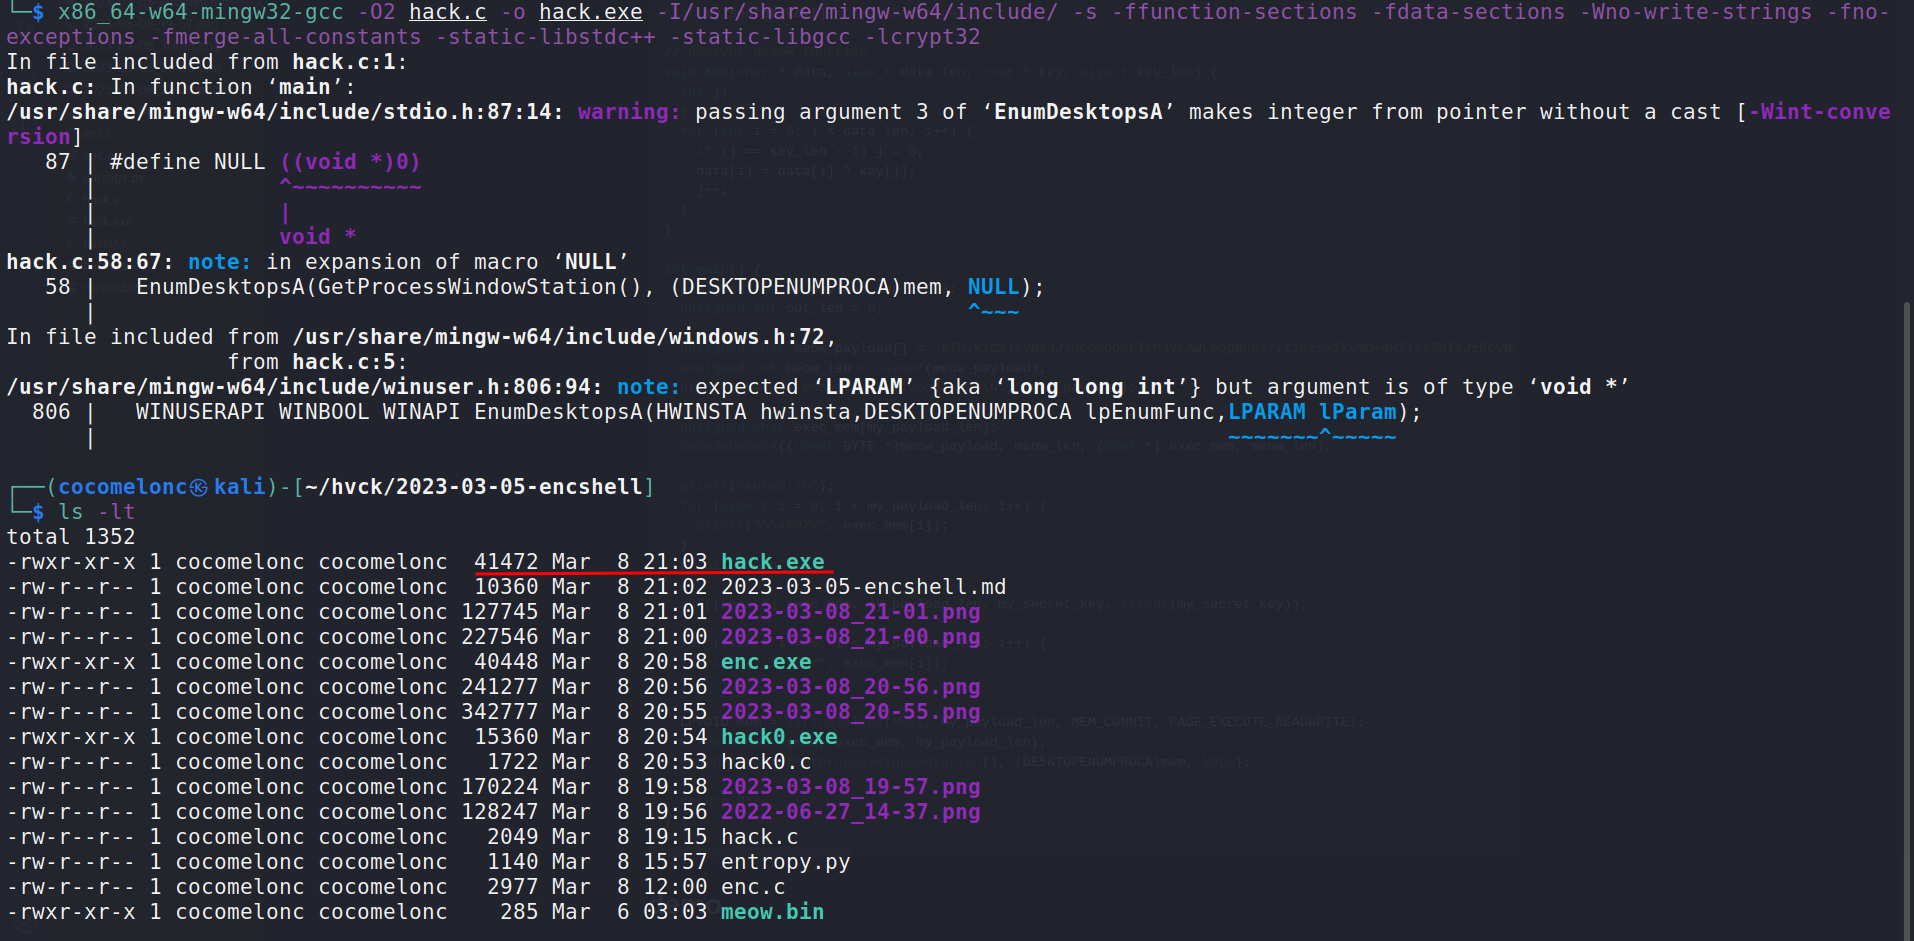 └─$ x86_64-w64-mingw32-gcc -O2 hack.c -o hack.exe -I/usr/share/mingw-w64/include/ -s -ffunction-sections -fdata-sections -Wno-write-strings -fno-
exceptions -fmerge-all-constants -static-libstdc++ -static-libgcc -lcrypt32
In file included from hack.c:1:
hack.c: In function ‘main’:
/usr/share/mingw-w64/include/stdio.h:87:14: warning: passing argument 3 of ‘EnumDesktopsA’ makes integer from pointer without a cast [-Wint-conve
rsion]
   87 | #define NULL ((void *)0)
      |              ^~~~~~~~~~~
      |              |
      |              void *
hack.c:58:67: note: in expansion of macro ‘NULL’
   58 |   EnumDesktopsA(GetProcessWindowStation(), (DESKTOPENUMPROCA)mem, NULL);
      |                                                                   ^~~~
In file included from /usr/share/mingw-w64/include/windows.h:72,
                 from hack.c:5:
/usr/share/mingw-w64/include/winuser.h:806:94: note: expected ‘LPARAM’ {aka ‘long long int’} but argument is of type ‘void *’
  806 |   WINUSERAPI WINBOOL WINAPI EnumDesktopsA(HWINSTA hwinsta,DESKTOPENUMPROCA lpEnumFunc,LPARAM lParam);
      |                                                                                       ~~~~~~~^~~~~~
┌──(cocomelonc㉿kali)-[~/hvck/2023-03-05-encshell]
└─$ ls -lt
total 1352
-rwxr-xr-x 1 cocomelonc cocomelonc  41472 Mar  8 21:03 hack.exe
-rw-r--r-- 1 cocomelonc cocomelonc  10360 Mar  8 21:02 2023-03-05-encshell.md
-rw-r--r-- 1 cocomelonc cocomelonc 127745 Mar  8 21:01 2023-03-08_21-01.png
-rw-r--r-- 1 cocomelonc cocomelonc 227546 Mar  8 21:00 2023-03-08_21-00.png
-rwxr-xr-x 1 cocomelonc cocomelonc  40448 Mar  8 20:58 enc.exe
-rw-r--r-- 1 cocomelonc cocomelonc 241277 Mar  8 20:56 2023-03-08_20-56.png
-rw-r--r-- 1 cocomelonc cocomelonc 342777 Mar  8 20:55 2023-03-08_20-55.png
-rwxr-xr-x 1 cocomelonc cocomelonc  15360 Mar  8 20:54 hack0.exe
-rw-r--r-- 1 cocomelonc cocomelonc   1722 Mar  8 20:53 hack0.c
-rw-r--r-- 1 cocomelonc cocomelonc 170224 Mar  8 19:58 2023-03-08_19-57.png
-rw-r--r-- 1 cocomelonc cocomelonc 128247 Mar  8 19:56 2022-06-27_14-37.png
-rw-r--r-- 1 cocomelonc cocomelonc   2049 Mar  8 19:15 hack.c
-rw-r--r-- 1 cocomelonc cocomelonc   1140 Mar  8 15:57 entropy.py
-rw-r--r-- 1 cocomelonc cocomelonc   2977 Mar  8 12:00 enc.c
-rwxr-xr-x 1 cocomelonc cocomelonc    285 Mar  6 03:03 meow.bin